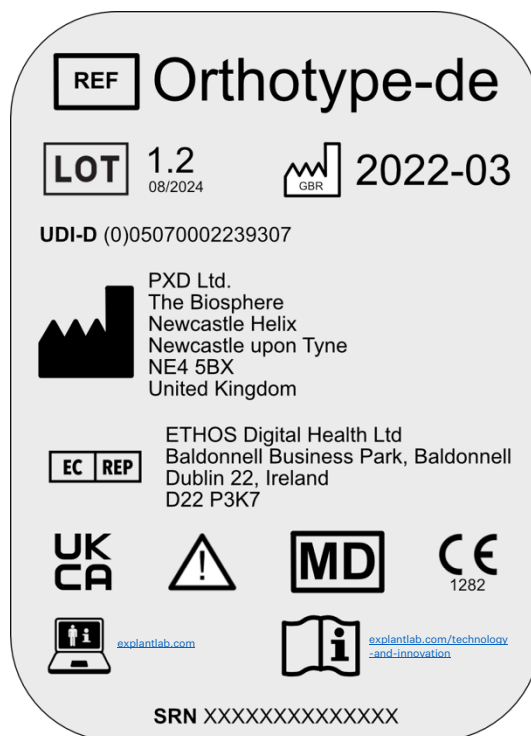 REF Orthotype-de
LOT 1.2
08/2024
GBR
2022-03
UDI-D (0)05070002239307
PXD Ltd.
The Biosphere
Newcastle Helix
Newcastle upon Tyne
NE4 5BX
United Kingdom
EC REP
ETHOS Digital Health Ltd
Baldonnell Business Park, Baldonnell
Dublin 22, Ireland
D22 P3K7
UK
CA
!
MD
CE
1282
i
explantlab.com
i
explantlab.com/technology
-and-innovation
SRN XXXXXXXXXXXXXX